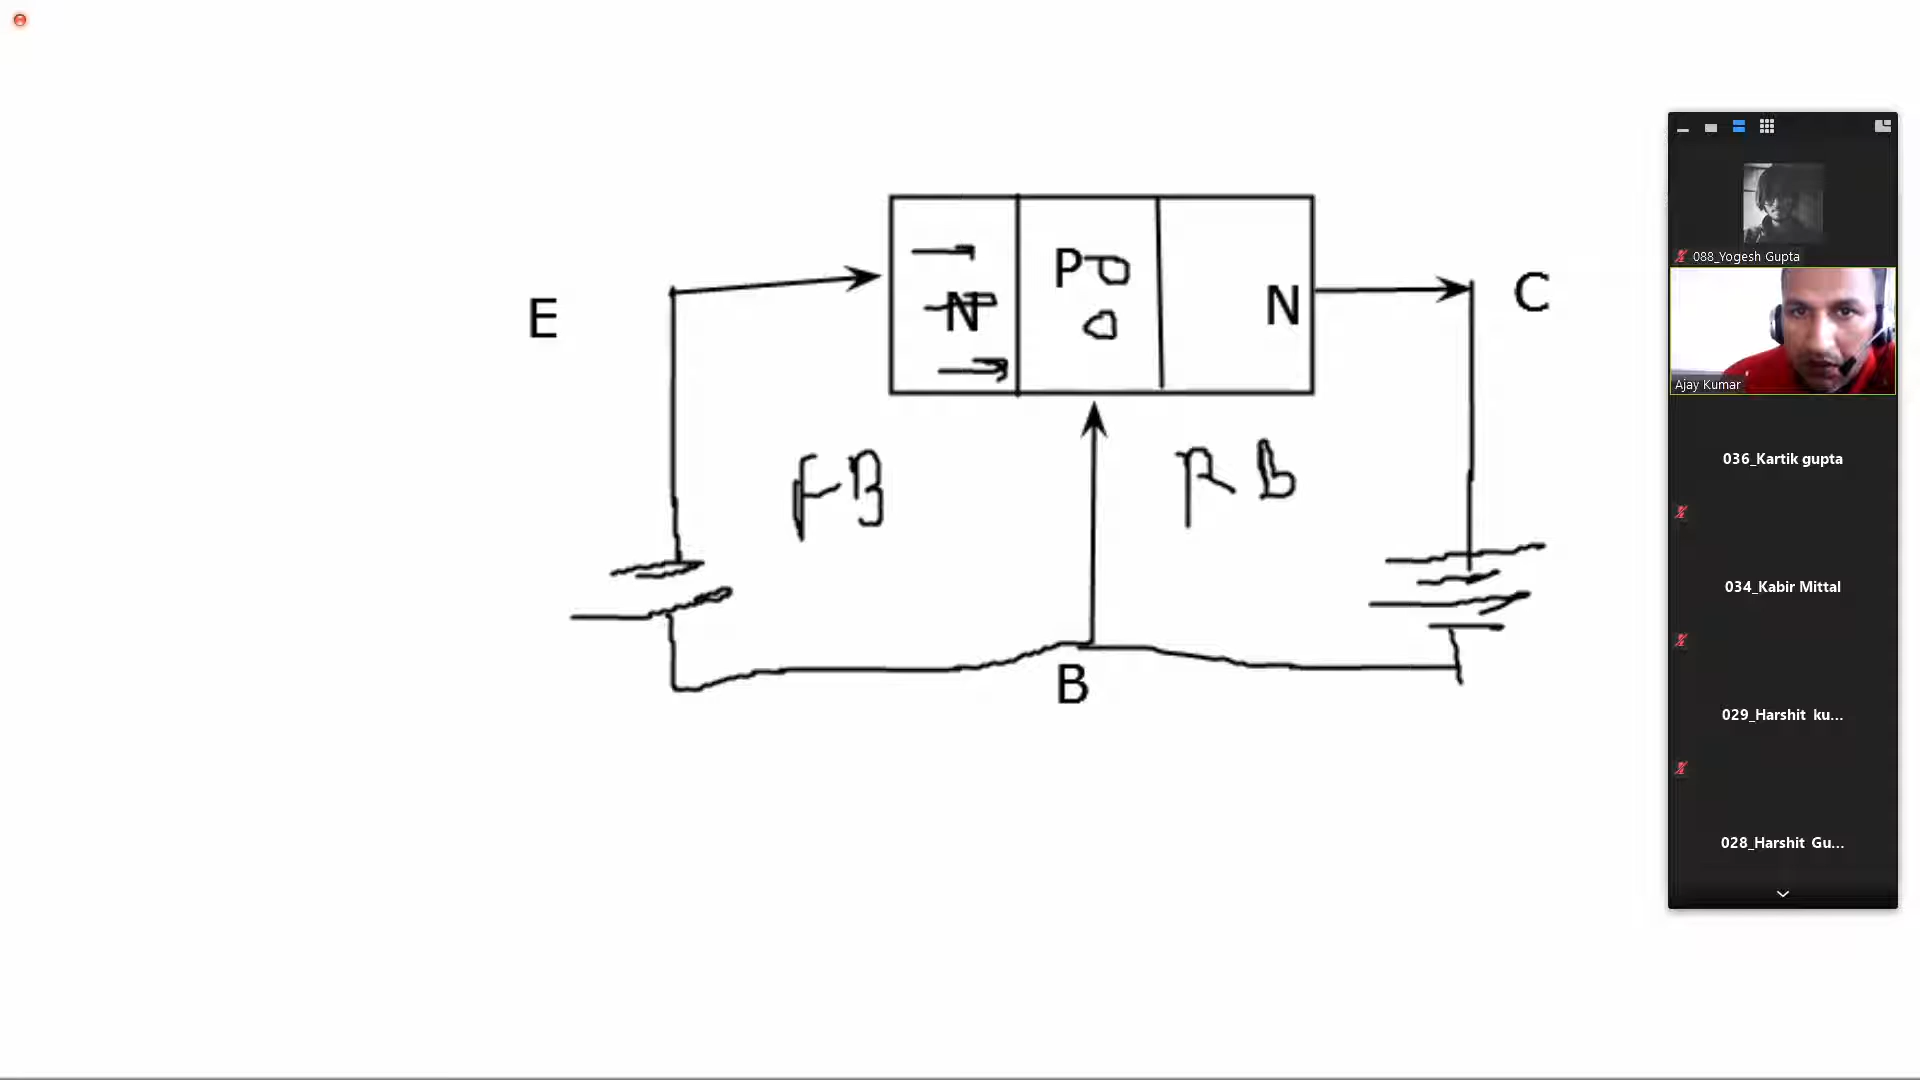 E
N
P
N
C
FB
RB
B
088_Yogesh Gupta
Ajay Kumar
036_Kartik gupta
034_Kabir Mittal
029_Harshit ku...
028_Harshit Gu...